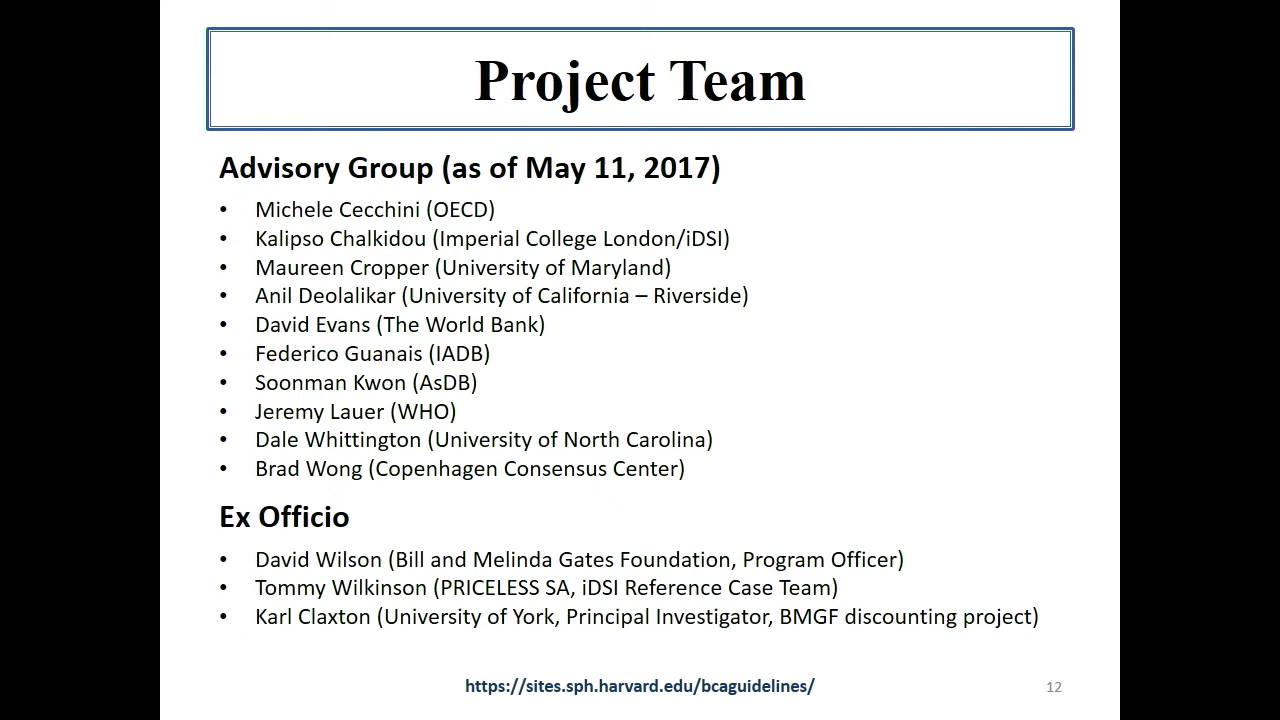 Project Team
Advisory Group (as of May 11, 2017)
• Michele Cecchini (OECD)
• Kalipso Chalkidou (Imperial College London/iDSI)
• Maureen Cropper (University of Maryland)
• Anil Deolalikar (University of California – Riverside)
• David Evans (The World Bank)
• Federico Guanais (IADB)
• Soonman Kwon (AsDB)
• Jeremy Lauer (WHO)
• Dale Whittington (University of North Carolina)
• Brad Wong (Copenhagen Consensus Center)
Ex Officio
• David Wilson (Bill and Melinda Gates Foundation, Program Officer)
• Tommy Wilkinson (PRICELESS SA, iDSI Reference Case Team)
• Karl Claxton (University of York, Principal Investigator, BMGF discounting project)
https://sites.sph.harvard.edu/bcaguidelines/
12